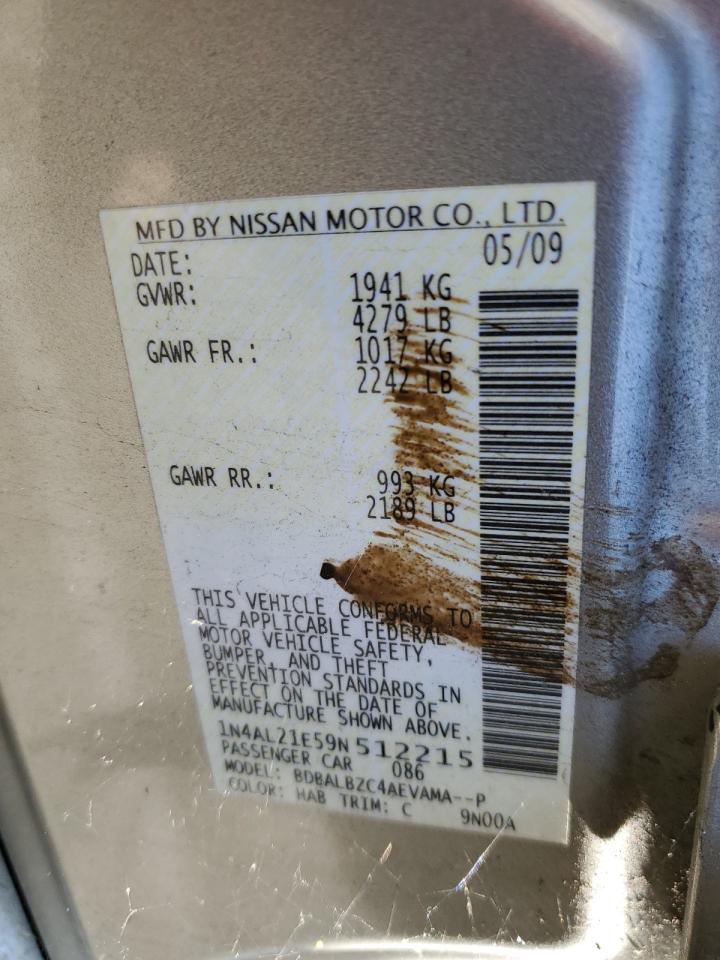 MFD BY NISSAN MOTOR CO., LTD.
DATE: 05/09
GVWR: 1941 KG
4279 LB
GAWR FR.: 1017 KG
2242 LB
GAWR RR.: 993 KG
2189 LB
THIS VEHICLE CONFORMS TO
ALL APPLICABLE FEDERAL
MOTOR VEHICLE SAFETY,
BUMPER, AND THEFT
PREVENTION STANDARDS IN
EFFECT ON THE DATE OF
MANUFACTURE SHOWN ABOVE.
1N4AL21E59N512215
PASSENGER CAR 086
MODEL: BDBALBZC4AEVAMA--P
COLOR: HAB TRIM: C 9N00A